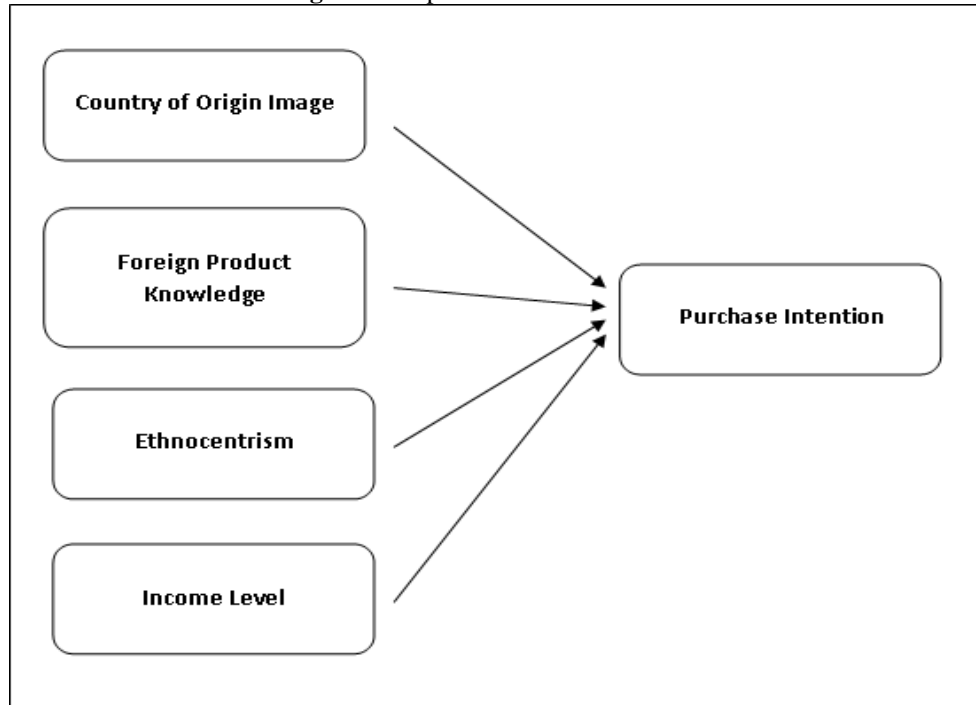 Country of Origin Image
Foreign Product
Knowledge
Purchase Intention
Ethnocentrism
Income Level